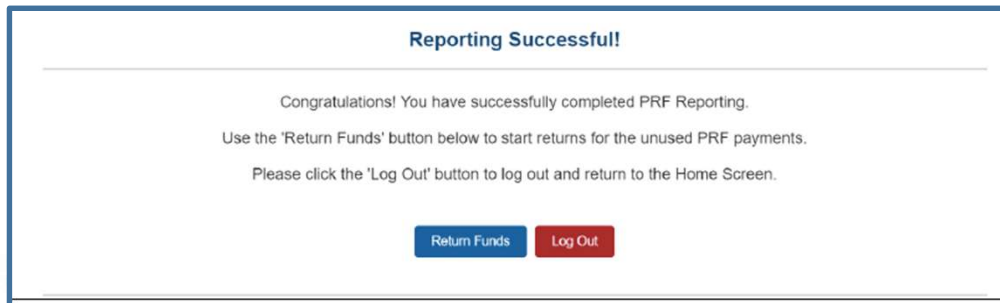 Reporting Successful!
Congratulations! You have successfully completed PRF Reporting.
Use the 'Return Funds' button below to start returns for the unused PRF payments.
Please click the 'Log Out' button to log out and return to the Home Screen.
Return Funds Log Out